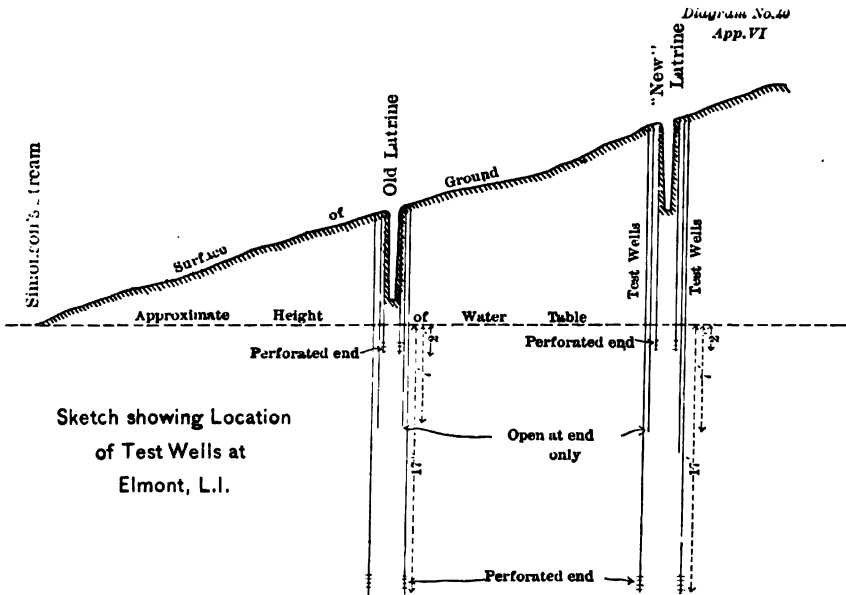 Diagram No.40
App.VI
"New" Latrine
Old Latrine
Surface of Ground
Approximate Height of Water Table
Test Wells
Test Wells
Perforated end
Perforated end
2
2
7
7
17'
17'
Open at end
only
Perforated end
Sketch showing Location
of Test Wells at
Elmont, L.I.